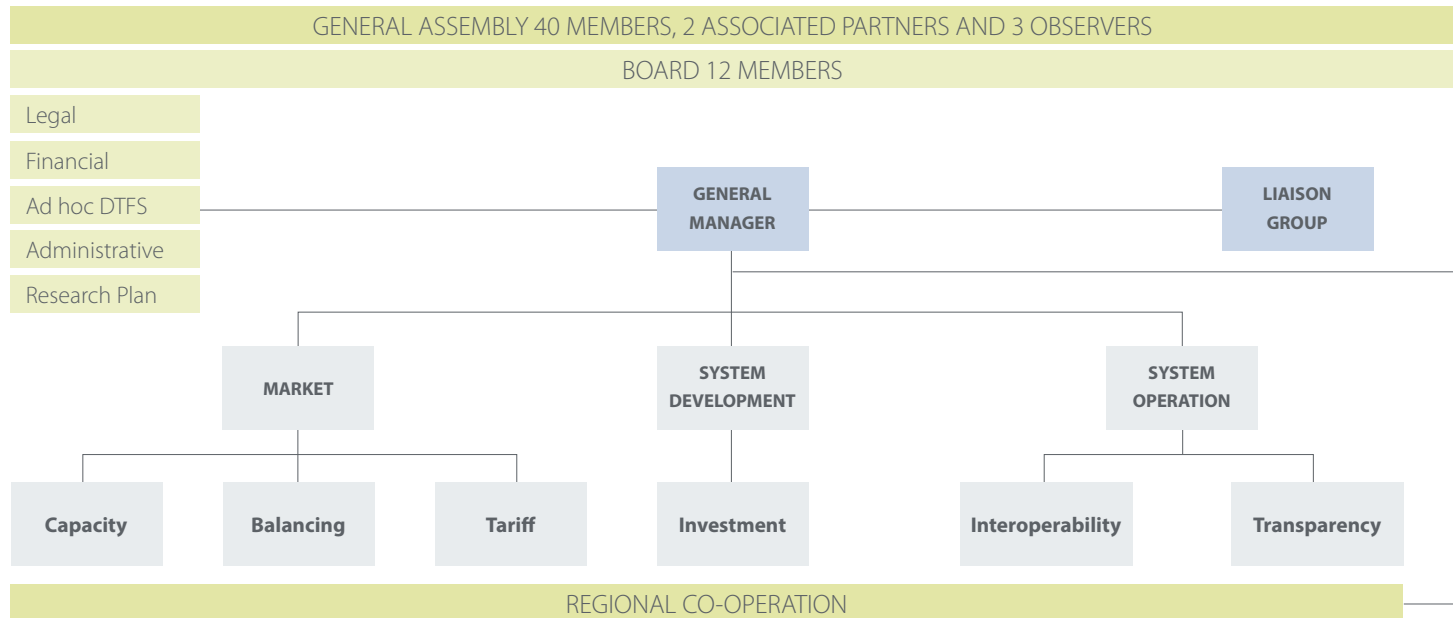 GENERAL ASSEMBLY 40 MEMBERS, 2 ASSOCIATED PARTNERS AND 3 OBSERVERS
BOARD 12 MEMBERS
Legal
Financial
Ad hoc DTFS
Administrative
Research Plan
GENERAL
MANAGER
LIAISON
GROUP
MARKET
SYSTEM
DEVELOPMENT
SYSTEM
OPERATION
Capacity
Balancing
Tariff
Investment
Interoperability
Transparency
REGIONAL CO-OPERATION